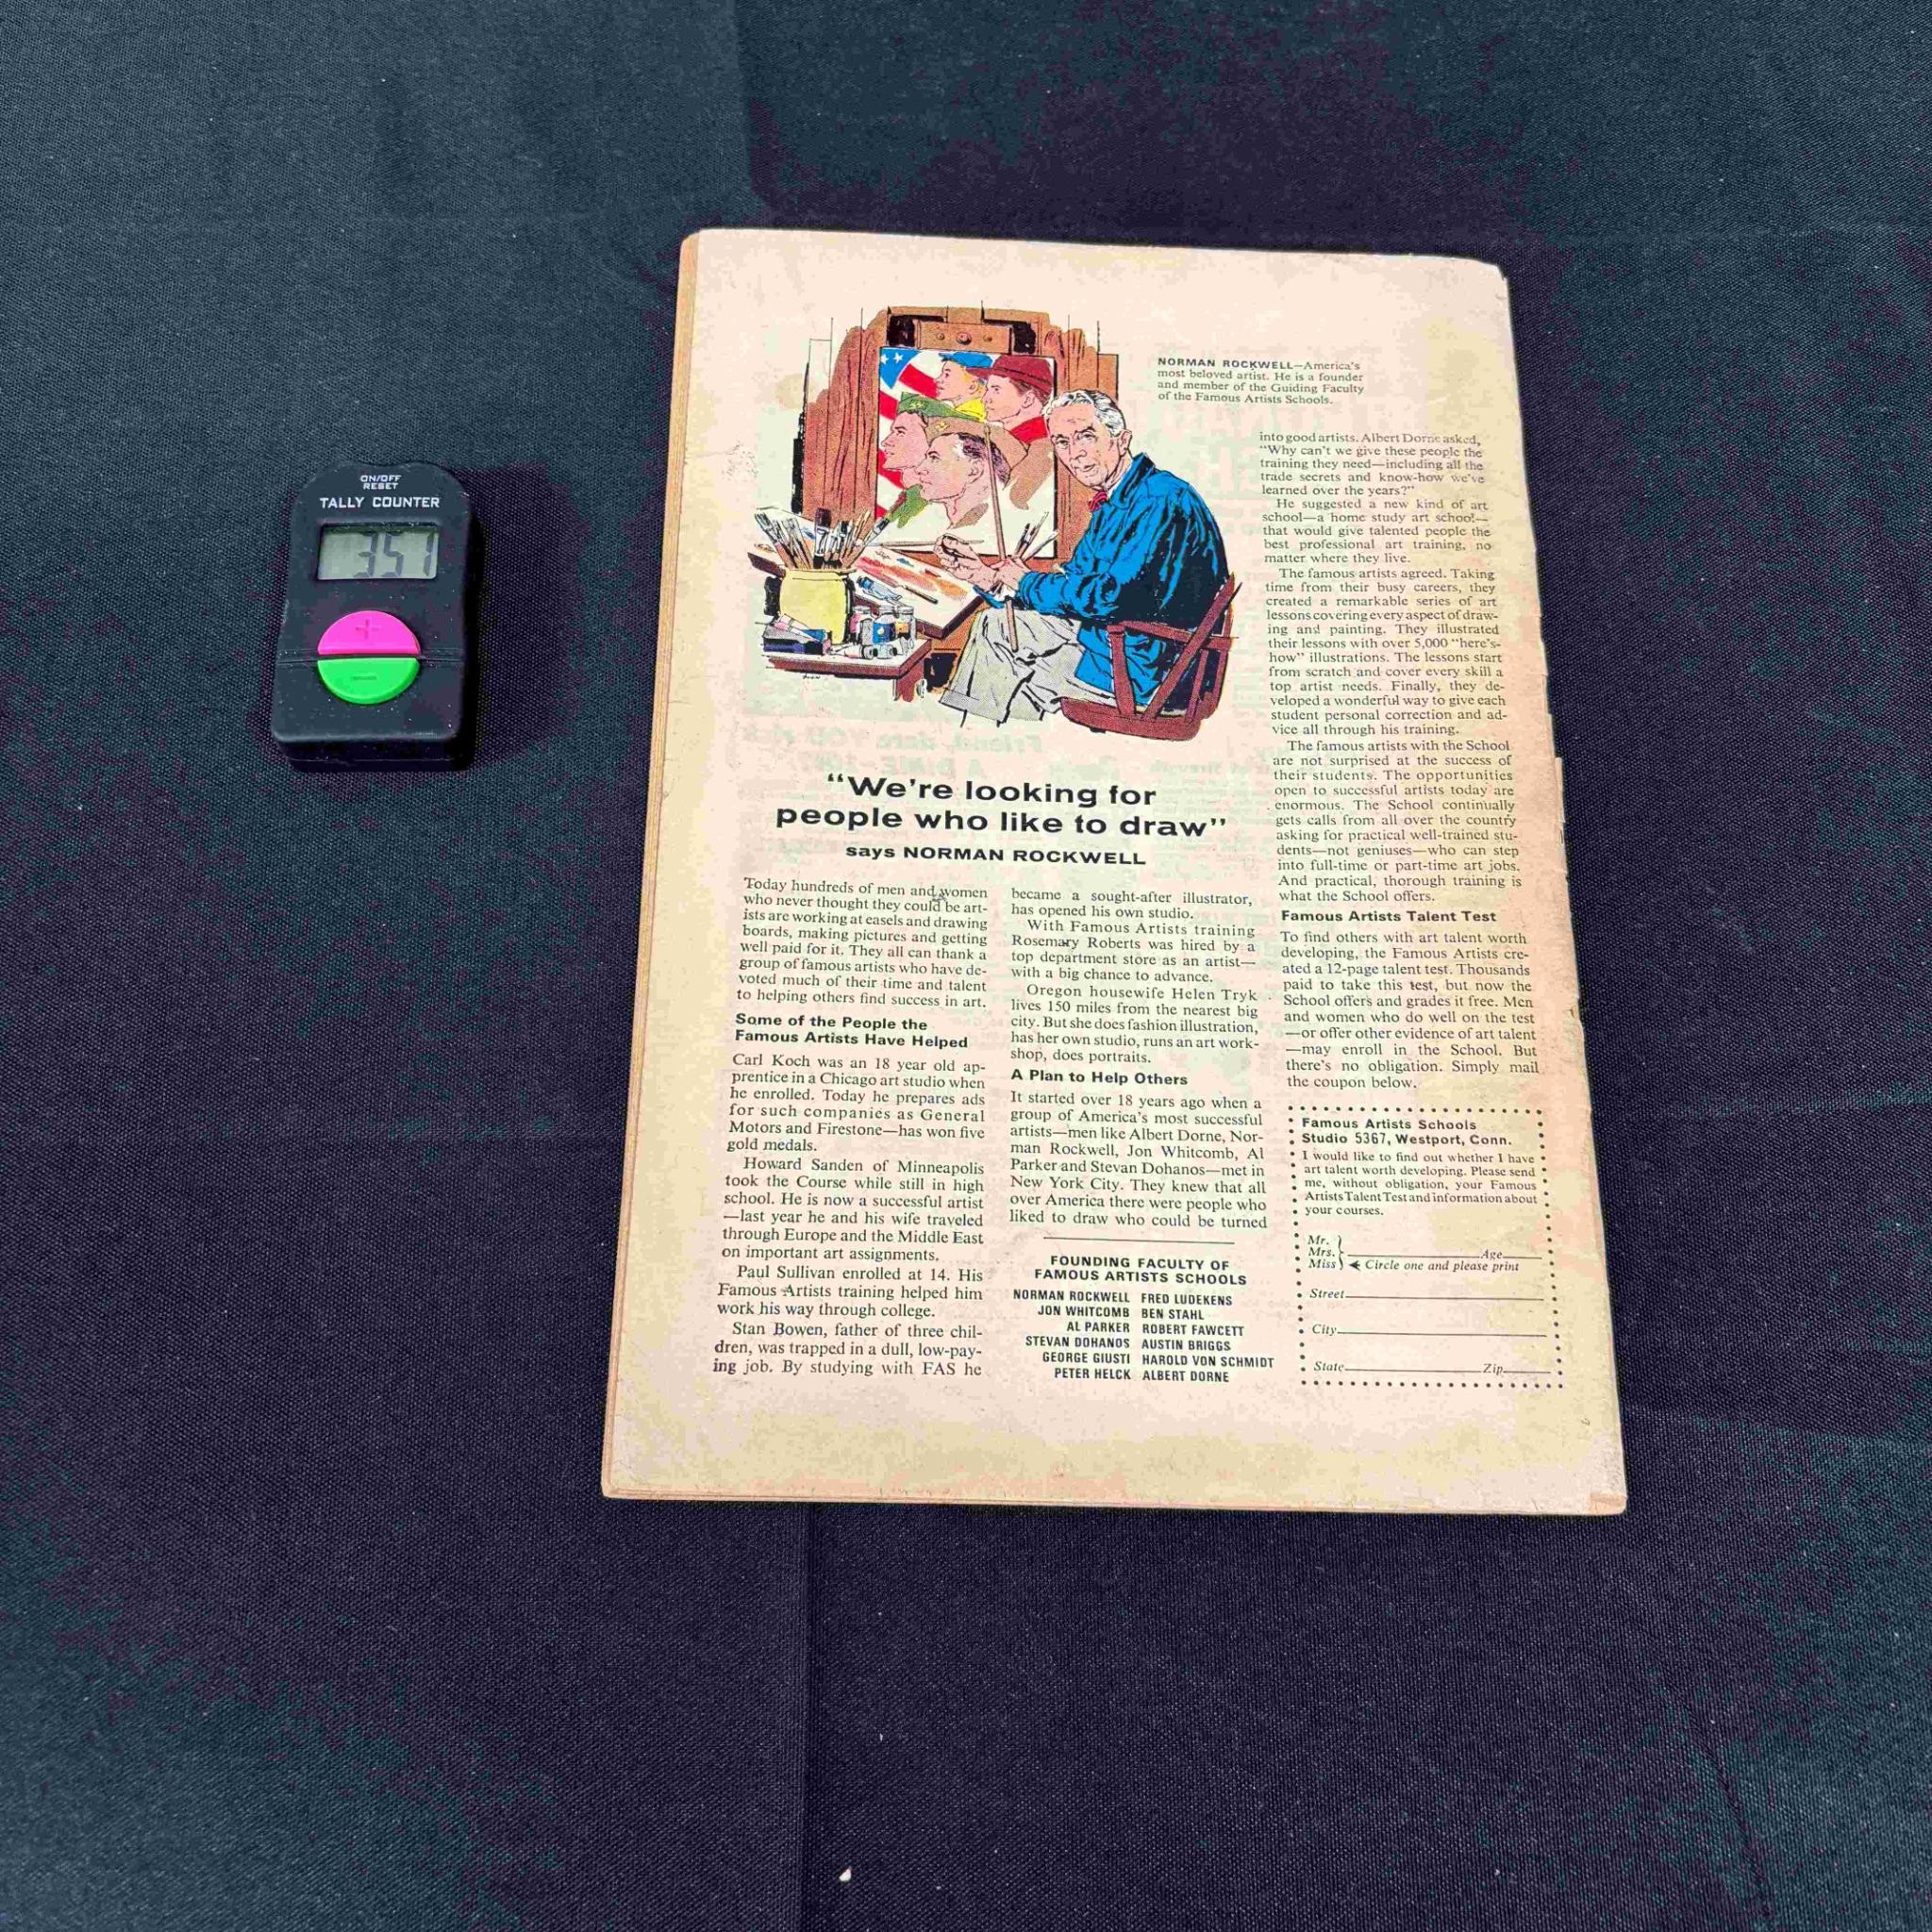 ON/OFF
RESET
TALLY COUNTER
351
NORMAN ROCKWELL—America's
most beloved artist. He is a founder
and member of the Guiding Faculty
of the Famous Artists Schools.
"We're looking for
people who like to draw"
says NORMAN ROCKWELL
Today hundreds of men and women
who never thought they could be art-
ists are working at easels and drawing
boards, making pictures and getting
well paid for it. They all can thank a
group of famous artists who have de-
voted much of their time and talent
to helping others find success in art.
Some of the People the
Famous Artists Have Helped
Carl Koch was an 18 year old ap-
prentice in a Chicago art studio when
he enrolled. Today he prepares ads
for such companies as General
Motors and Firestone—has won five
gold medals.
Howard Sanden of Minneapolis
took the Course while still in high
school. He is now a successful artist
—last year he and his wife traveled
through Europe and the Middle East
on important art assignments.
Paul Sullivan enrolled at 14. His
Famous Artists training helped him
work his way through college.
Stan Bowen, father of three chil-
dren, was trapped in a dull, low-pay-
ing job. By studying with FAS he
became a sought-after illustrator,
has opened his own studio.
With Famous Artists training
Rosemary Roberts was hired by a
top department store as an artist—
with a big chance to advance.
Oregon housewife Helen Tryk
lives 150 miles from the nearest big
city. But she does fashion illustration,
has her own studio, runs an art work-
shop, does portraits.
A Plan to Help Others
It started over 18 years ago when a
group of America's most successful
artists—men like Albert Dorne, Nor-
man Rockwell, Jon Whitcomb, Al
Parker and Stevan Dohanos—met in
New York City. They knew that all
over America there were people who
liked to draw who could be turned
into good artists. Albert Dorne asked,
"Why can't we give these people the
training they need—including all the
trade secrets and know-how we've
learned over the years?"
He suggested a new kind of art
school—a home study art school—
that would give talented people the
best professional art training, no
matter where they live.
The famous artists agreed. Taking
time from their busy careers, they
created a remarkable series of art
lessons covering every aspect of draw-
ing and painting. They illustrated
their lessons with over 5,000 "here's-
how" illustrations. The lessons start
from scratch and cover every skill a
top artist needs. Finally, they de-
veloped a wonderful way to give each
student personal correction and ad-
vice all through his training.
The famous artists with the School
are not surprised at the success of
their students. The opportunities
open to successful artists today are
enormous. The School continually
gets calls from all over the country
asking for practical well-trained stu-
dents—not geniuses—who can step
into full-time or part-time art jobs.
And practical, thorough training is
what the School offers.
Famous Artists Talent Test
To find others with art talent worth
developing, the Famous Artists cre-
ated a 12-page talent test. Thousands
paid to take this test, but now the
School offers and grades it free. Men
and women who do well on the test
—or offer other evidence of art talent
—may enroll in the School. But
there's no obligation. Simply mail
the coupon below.
FOUNDING FACULTY OF
FAMOUS ARTISTS SCHOOLS
NORMAN ROCKWELL FRED LUDEKENS
JON WHITCOMB BEN STAHL
AL PARKER ROBERT FAWCETT
STEVAN DOHANOS AUSTIN BRIGGS
GEORGE GIUSTI HAROLD VON SCHMIDT
PETER HELCK ALBERT DORNE
Famous Artists Schools
Studio 5367, Westport, Conn.
I would like to find out whether I have
art talent worth developing. Please send
me, without obligation, your Famous
Artists Talent Test and information about
your courses.
Mr.
Mrs. Age
Miss Circle one and please print
Street
City
State Zip